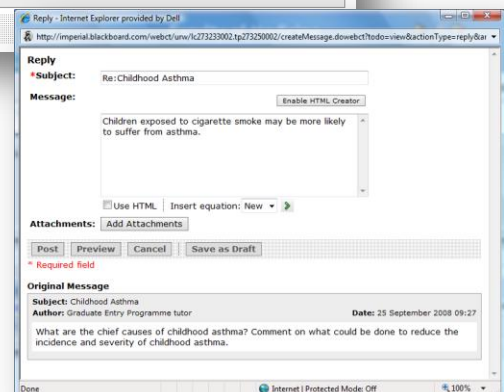 Reply - Internet Explorer provided by Dell
http://imperial.blackboard.com/webct/urw/lc273233002.tp273250002/createMessage.dowebct?todo=view&actionType=reply&ar
Reply
*Subject: Re:Childhood Asthma
Message: Enable HTML Creator
Children exposed to cigarette smoke may be more likely
to suffer from asthma.
Use HTML Insert equation: New
Attachments: Add Attachments
Post Preview Cancel Save as Draft
* Required field
Original Message
Subject: Childhood Asthma
Author: Graduate Entry Programme tutor Date: 25 September 2008 09:27
What are the chief causes of childhood asthma? Comment on what could be done to reduce the
incidence and severity of childhood asthma.
Done Internet | Protected Mode: Off 100%